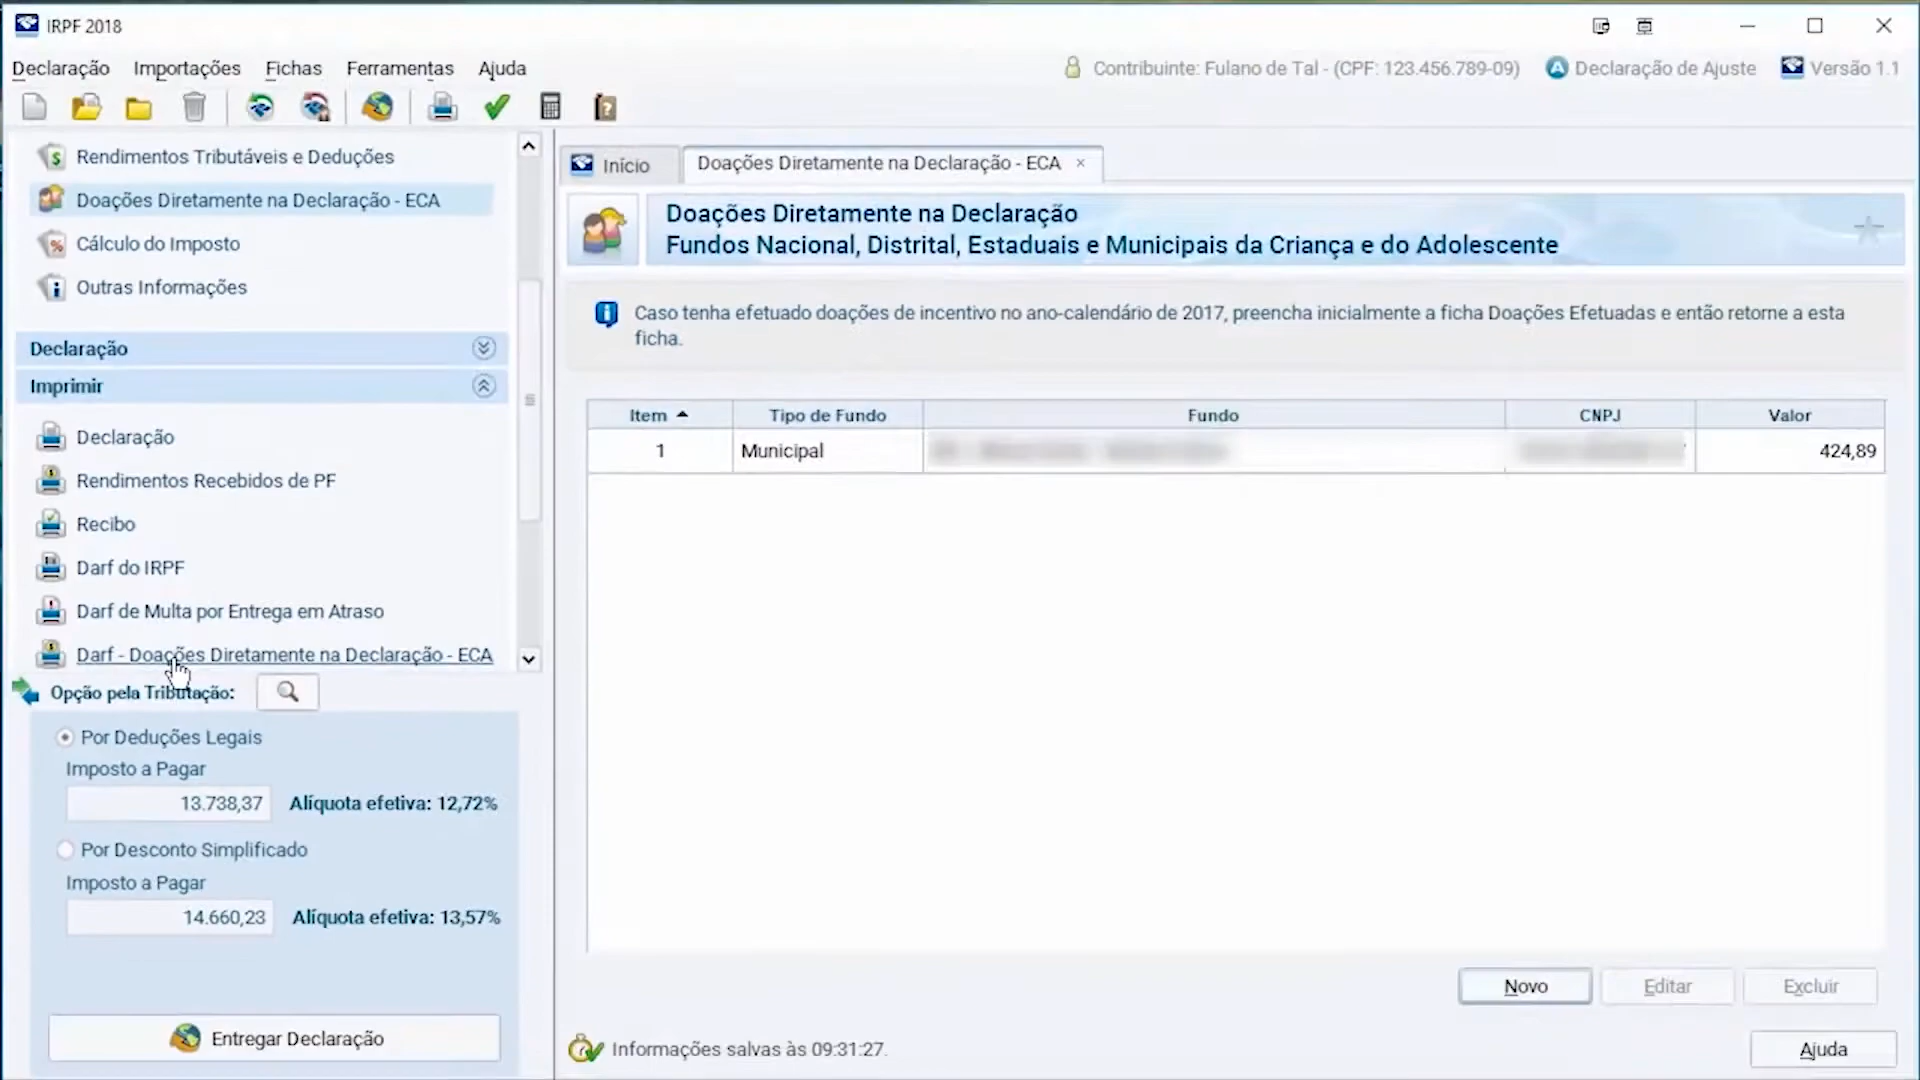 IRPF 2018
Declaração Importações Fichas Ferramentas Ajuda
Contribuinte: Fulano de Tal - (CPF: 123.456.789-09) Declaração de Ajuste Versão 1.1
Rendimentos Tributáveis e Deduções
Doações Diretamente na Declaração - ECA
Cálculo do Imposto
Outras Informações
Declaração
Imprimir
Declaração
Rendimentos Recebidos de PF
Recibo
Darf do IRPF
Darf de Multa por Entrega em Atraso
Darf - Doações Diretamente na Declaração - ECA
Opção pela Tributação:
Por Deduções Legais
Imposto a Pagar
13.738,37 Alíquota efetiva: 12,72%
Por Desconto Simplificado
Imposto a Pagar
14.660,23 Alíquota efetiva: 13,57%
Entregar Declaração
Início Doações Diretamente na Declaração - ECA
Doações Diretamente na Declaração
Fundos Nacional, Distrital, Estaduais e Municipais da Criança e do Adolescente
Caso tenha efetuado doações de incentivo no ano-calendário de 2017, preencha inicialmente a ficha Doações Efetuadas e então retorne a esta
ficha.
Item Tipo de Fundo Fundo CNPJ Valor
1 Municipal 424,89
Novo Editar Excluir
Informações salvas às 09:31:27.
Ajuda